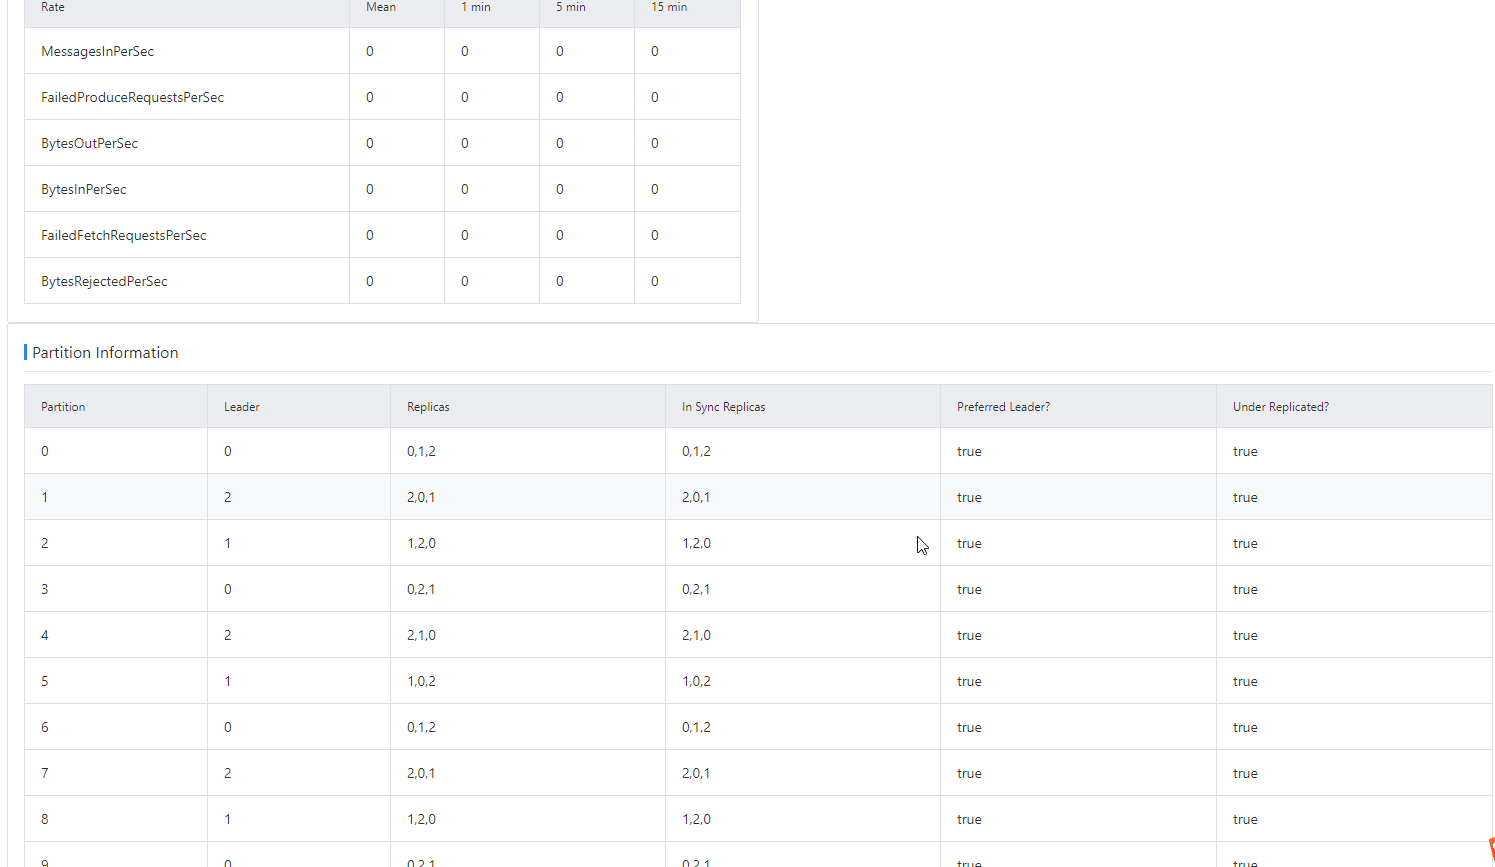 Rate Mean 1 min 5 min 15 min
MessagesInPerSec 0 0 0 0
FailedProduceRequestsPerSec 0 0 0 0
BytesOutPerSec 0 0 0 0
BytesInPerSec 0 0 0 0
FailedFetchRequestsPerSec 0 0 0 0
BytesRejectedPerSec 0 0 0 0
Partition Information
Partition Leader Replicas In Sync Replicas Preferred Leader? Under Replicated?
0 0 0,1,2 0,1,2 true true
1 2 2,0,1 2,0,1 true true
2 1 1,2,0 1,2,0 true true
3 0 0,2,1 0,2,1 true true
4 2 2,1,0 2,1,0 true true
5 1 1,0,2 1,0,2 true true
6 0 0,1,2 0,1,2 true true
7 2 2,0,1 2,0,1 true true
8 1 1,2,0 1,2,0 true true
9 0 0,2,1 0,2,1 true true